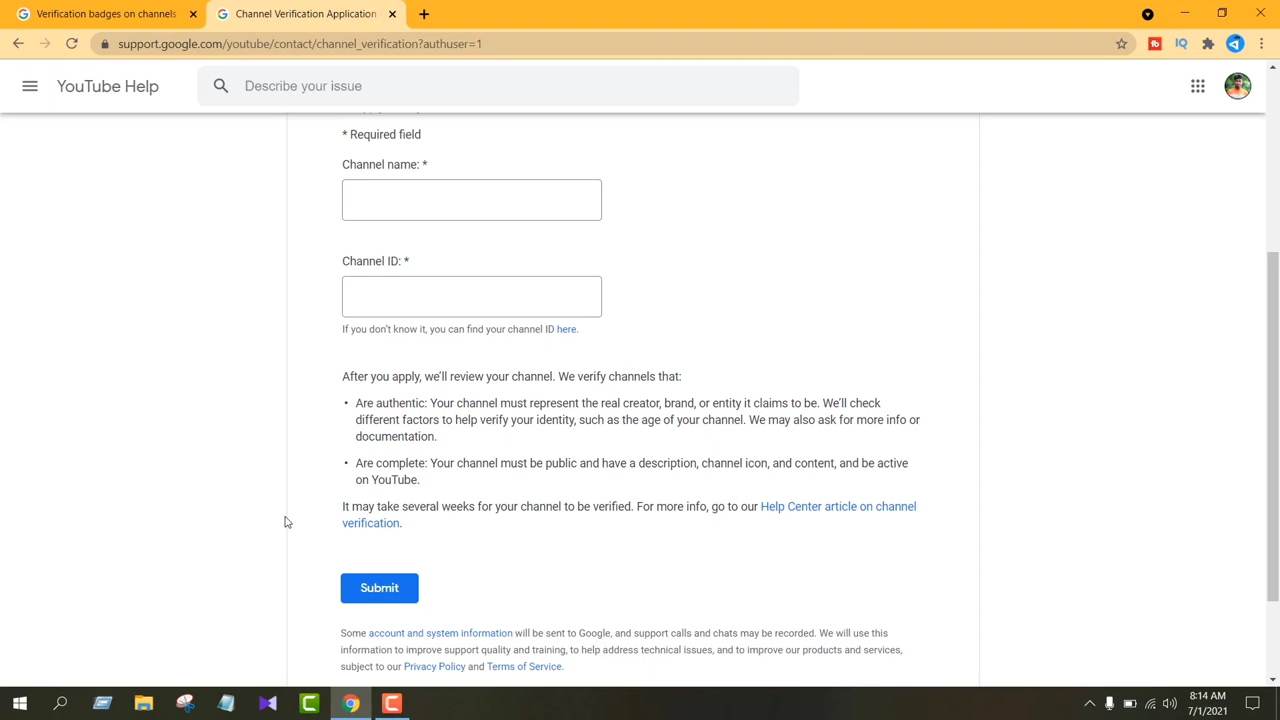 Verification badges on channels
Channel Verification Application
support.google.com/youtube/contact/channel_verification?authuser=1
YouTube Help
Describe your issue
* Required field
Channel name: *
Channel ID: *
If you don't know it, you can find your channel ID here.
After you apply, we'll review your channel. We verify channels that:
• Are authentic: Your channel must represent the real creator, brand, or entity it claims to be. We'll check
different factors to help verify your identity, such as the age of your channel. We may also ask for more info or
documentation.
• Are complete: Your channel must be public and have a description, channel icon, and content, and be active
on YouTube.
It may take several weeks for your channel to be verified. For more info, go to our Help Center article on channel
verification.
Submit
Some account and system information will be sent to Google, and support calls and chats may be recorded. We will use this
information to improve support quality and training, to help address technical issues, and to improve our products and services,
subject to our Privacy Policy and Terms of Service.
8:14 AM
7/1/2021